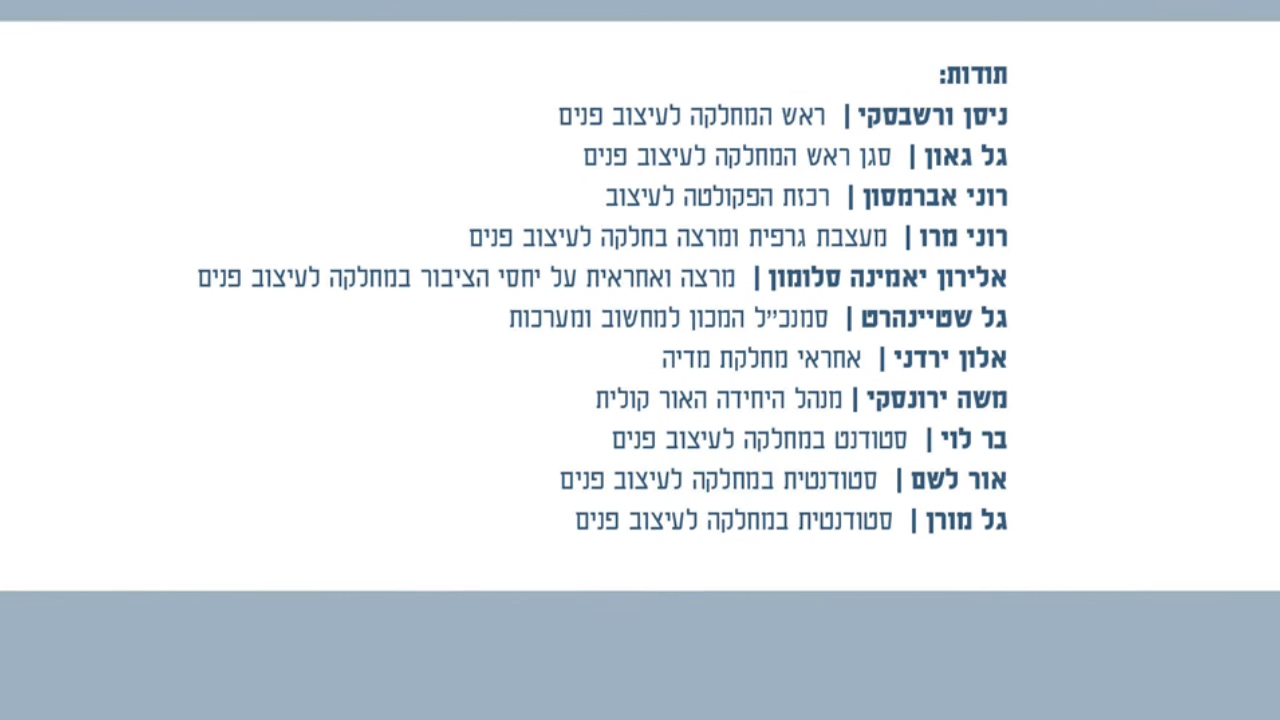 תודות:
ניסן ורשבסקי | ראש המחלקה לעיצוב פנים
גל גאון | סגן ראש המחלקה לעיצוב פנים
רוני אברמסון | רכזת הפקולטה לעיצוב
רוני מרו | מעצבת גרפית ומרצה בחלקה לעיצוב פנים
אלירון יאמינה סלומון | מרצה ואחראית על יחסי הציבור במחלקה לעיצוב פנים
גל שטיינהרט | סמנכ״ל המכון למחשוב ומערכות
אלון ירדני | אחראי מחלקת מדיה
משה ירונסקי | מנהל היחידה האור קולית
בר לוי | סטודנט במחלקה לעיצוב פנים
אור לשם | סטודנטית במחלקה לעיצוב פנים
גל מורן | סטודנטית במחלקה לעיצוב פנים